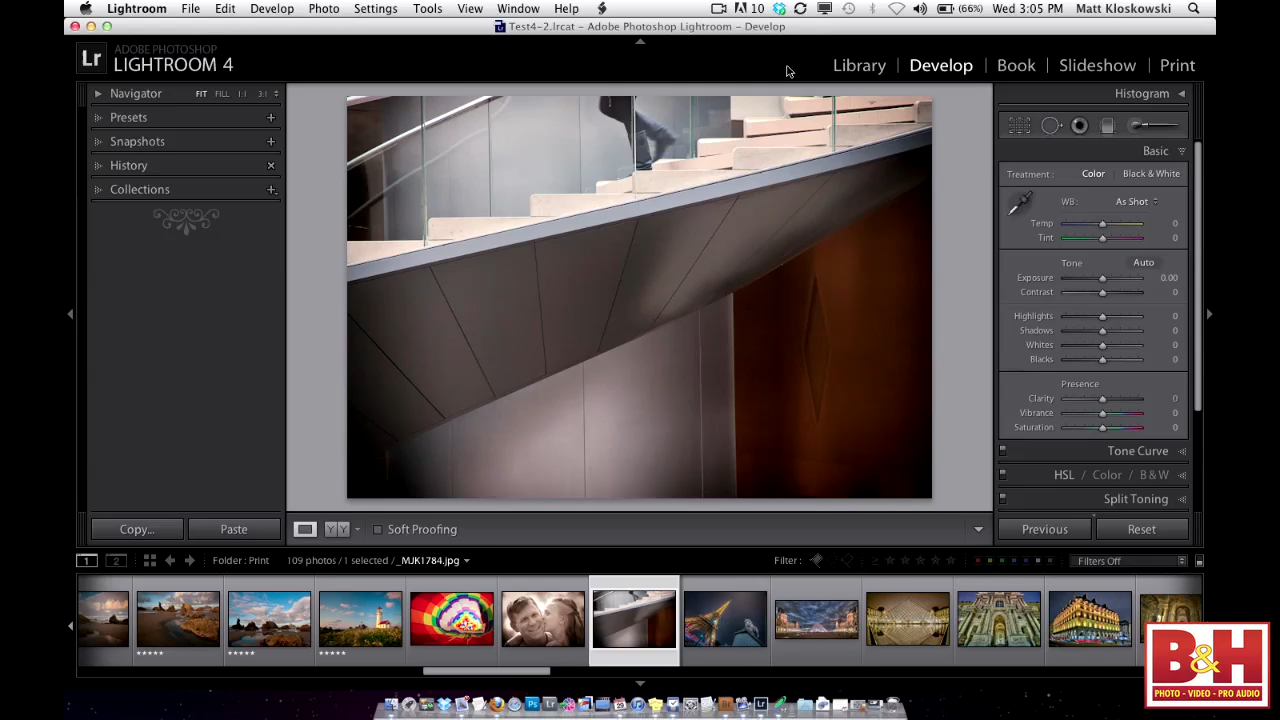 Lightroom File Edit Develop Photo Settings Tools View Window Help 10 (66%) Wed 3:05 PM Matt Kloskowski
Test4-2.lrcat - Adobe Photoshop Lightroom - Develop
Lr ADOBE PHOTOSHOP
LIGHTROOM 4
Library | Develop | Book | Slideshow | Print
Navigator FIT FILL 1:1 3:1
Presets
Snapshots
History
Collections
Histogram
Basic
Treatment: Color Black & White
WB: As Shot
Temp 0
Tint 0
Tone Auto
Exposure 0.00
Contrast 0
Highlights 0
Shadows 0
Whites 0
Blacks 0
Presence
Clarity 0
Vibrance 0
Saturation 0
Tone Curve
HSL / Color / B & W
Split Toning
Copy... Paste
Y Y Soft Proofing
Previous Reset
1 2 Folder : Print 109 photos / 1 selected / _MJK1784.jpg Filter : Filters Off
B&H
PHOTO - VIDEO - PRO AUDIO